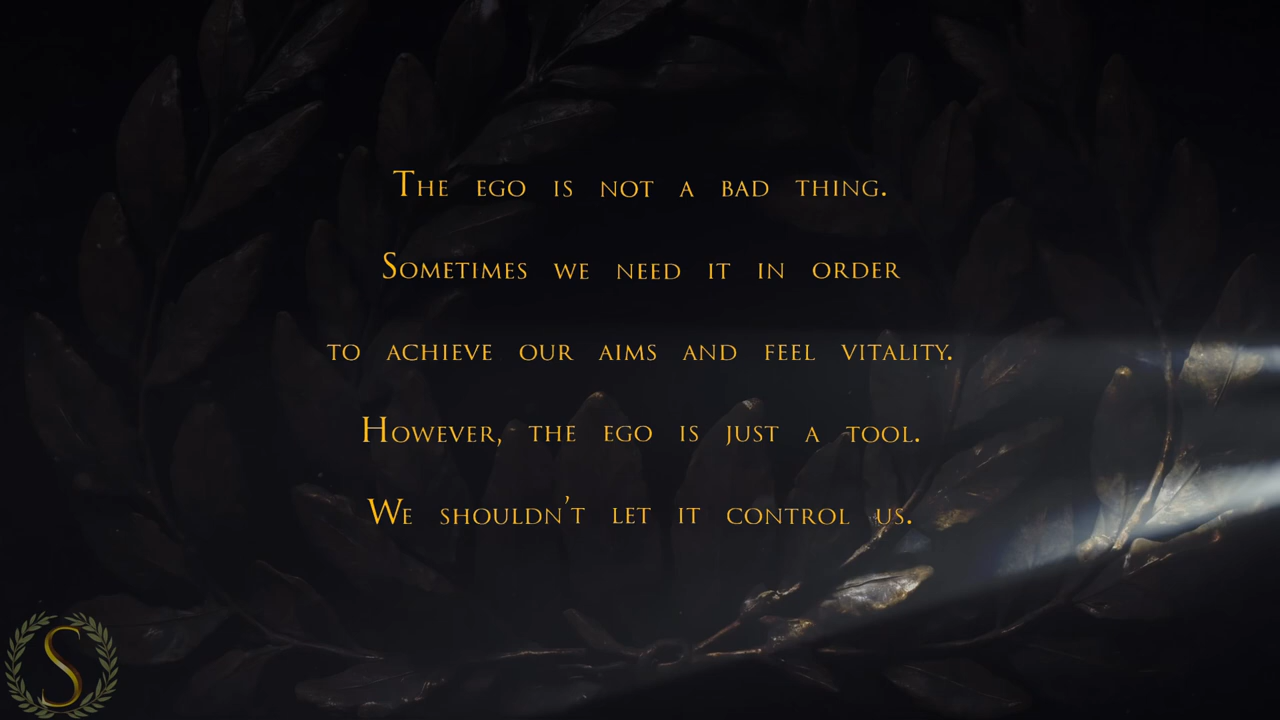 The ego is not a bad thing.
Sometimes we need it in order
to achieve our aims and feel vitality.
However, the ego is just a tool.
We shouldn't let it control us.
S